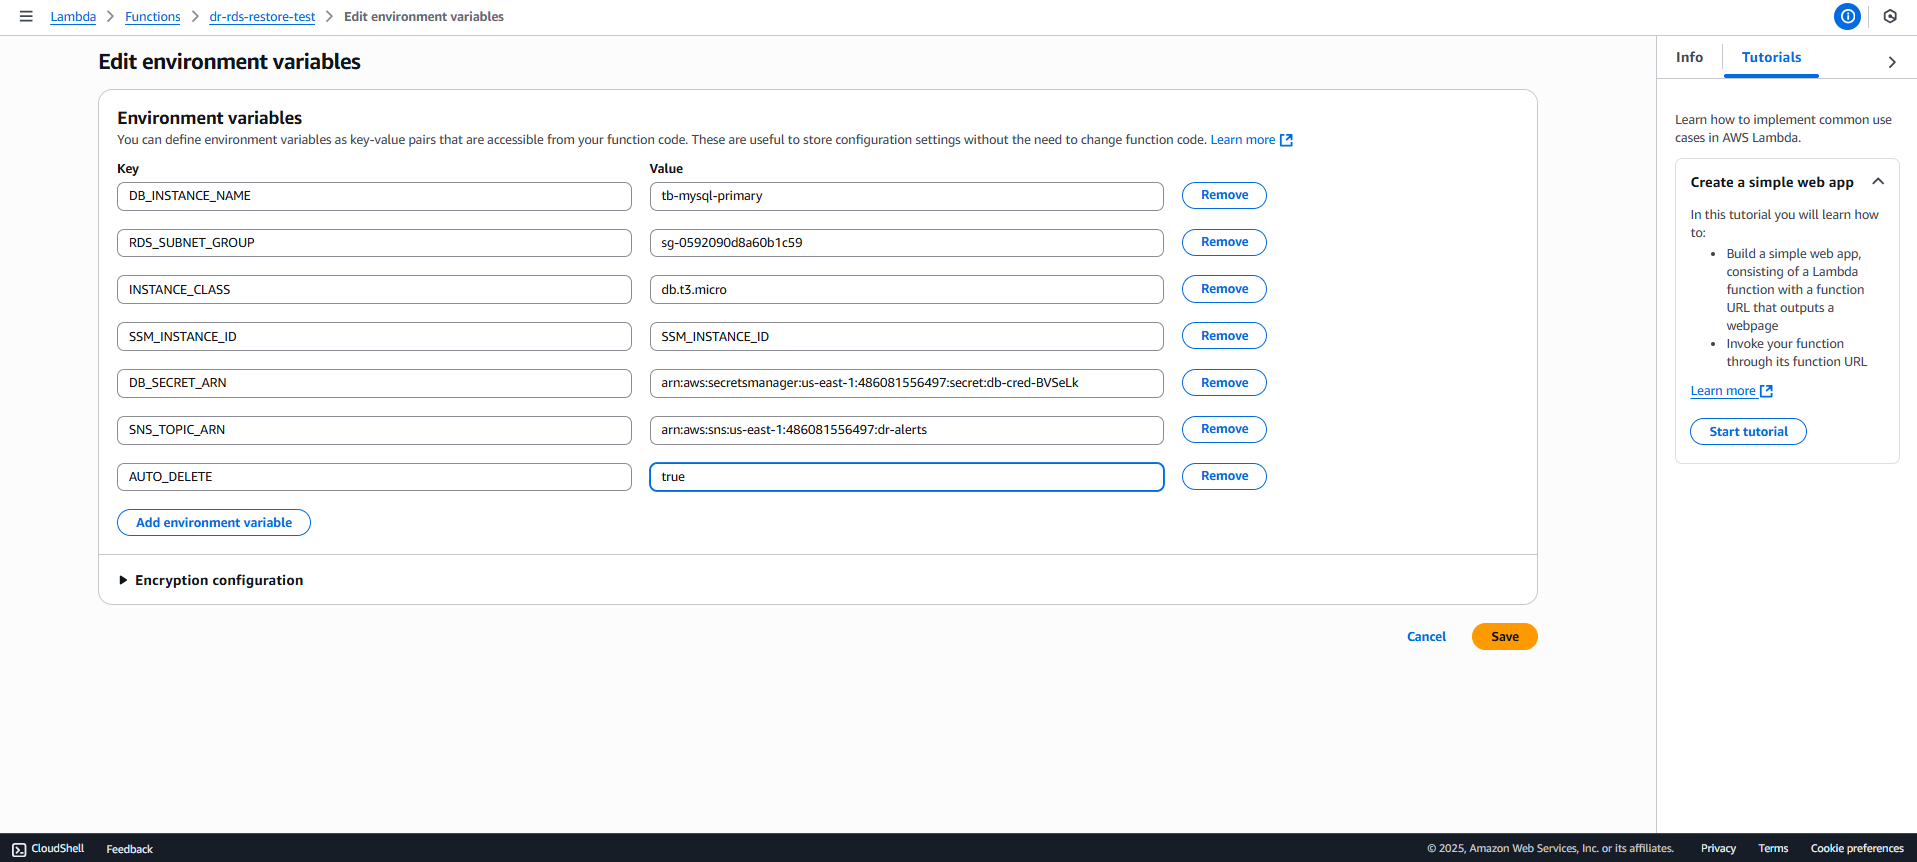 Lambda > Functions > dr-rds-restore-test > Edit environment variables
Edit environment variables
Environment variables
You can define environment variables as key-value pairs that are accessible from your function code. These are useful to store configuration settings without the need to change function code. Learn more
Key Value
DB_INSTANCE_NAME tb-mysql-primary Remove
RDS_SUBNET_GROUP sg-0592090d8a60b1c59 Remove
INSTANCE_CLASS db.t3.micro Remove
SSM_INSTANCE_ID SSM_INSTANCE_ID Remove
DB_SECRET_ARN arn:aws:secretsmanager:us-east-1:486081556497:secret:db-cred-BVSeLk Remove
SNS_TOPIC_ARN arn:aws:sns:us-east-1:486081556497:dr-alerts Remove
AUTO_DELETE true Remove
Add environment variable
Encryption configuration
Cancel Save
Info Tutorials
Learn how to implement common use
cases in AWS Lambda.
Create a simple web app
In this tutorial you will learn how
to:
• Build a simple web app,
consisting of a Lambda
function with a function
URL that outputs a
webpage
• Invoke your function
through its function URL
Learn more
Start tutorial
CloudShell Feedback © 2025, Amazon Web Services, Inc. or its affiliates. Privacy Terms Cookie preferences